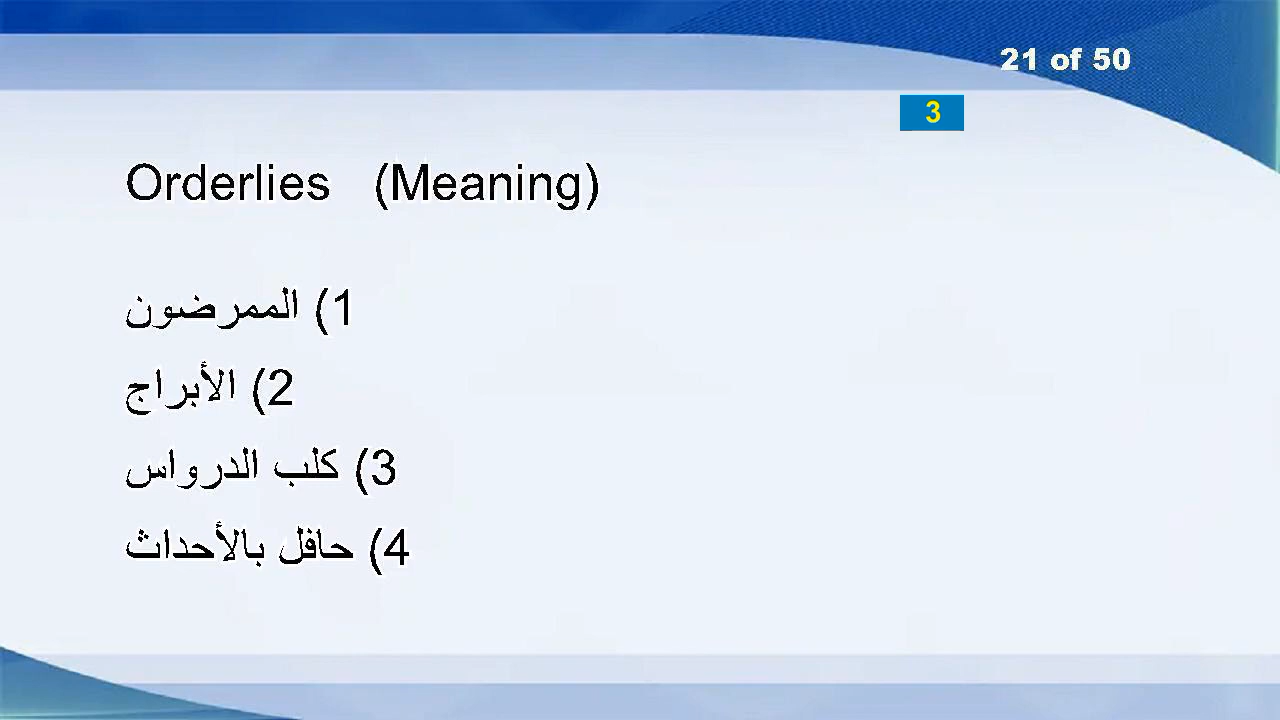 21 of 50
3
Orderlies (Meaning)
1) الممرضون
2) الأبراج
3) كلب الدرواس
4) حافل بالأحداث